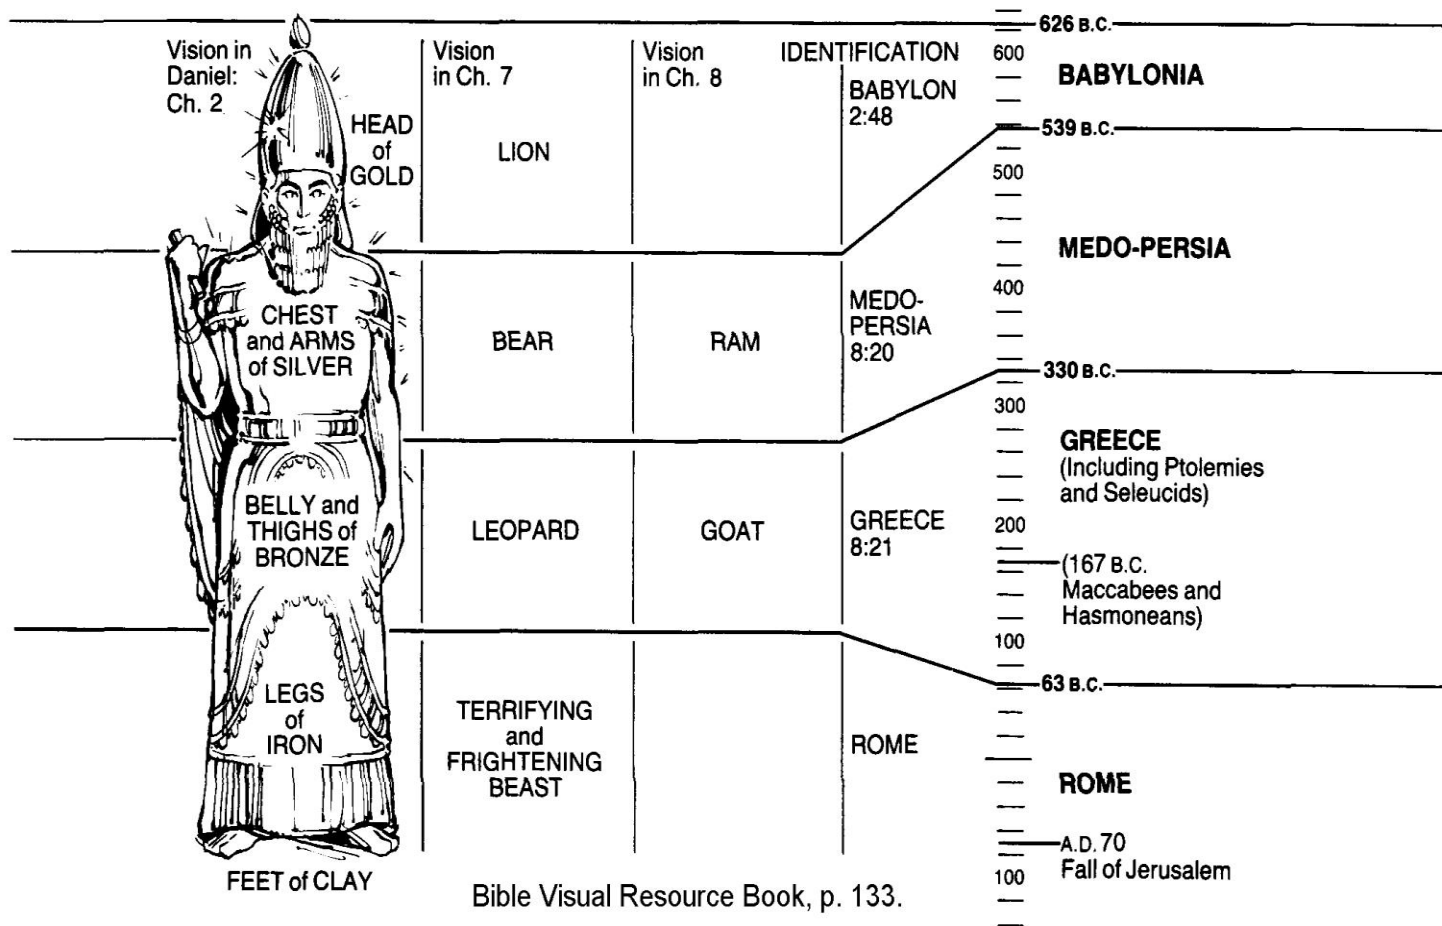 Vision in
Daniel:
Ch. 2
Vision
in Ch. 7
Vision
in Ch. 8
IDENTIFICATION
HEAD
of
GOLD
LION
BABYLON
2:48
CHEST
and ARMS
of SILVER
BEAR
RAM
MEDO-
PERSIA
8:20
BELLY and
THIGHS of
BRONZE
LEOPARD
GOAT
GREECE
8:21
LEGS
of
IRON
TERRIFYING
and
FRIGHTENING
BEAST
ROME
FEET of CLAY
626 B.C.
600
BABYLONIA
539 B.C.
500
MEDO-PERSIA
400
330 B.C.
300
GREECE
(Including Ptolemies
and Seleucids)
200
(167 B.C.
Maccabees and
Hasmoneans)
100
63 B.C.
ROME
A.D. 70
Fall of Jerusalem
100
Bible Visual Resource Book, p. 133.